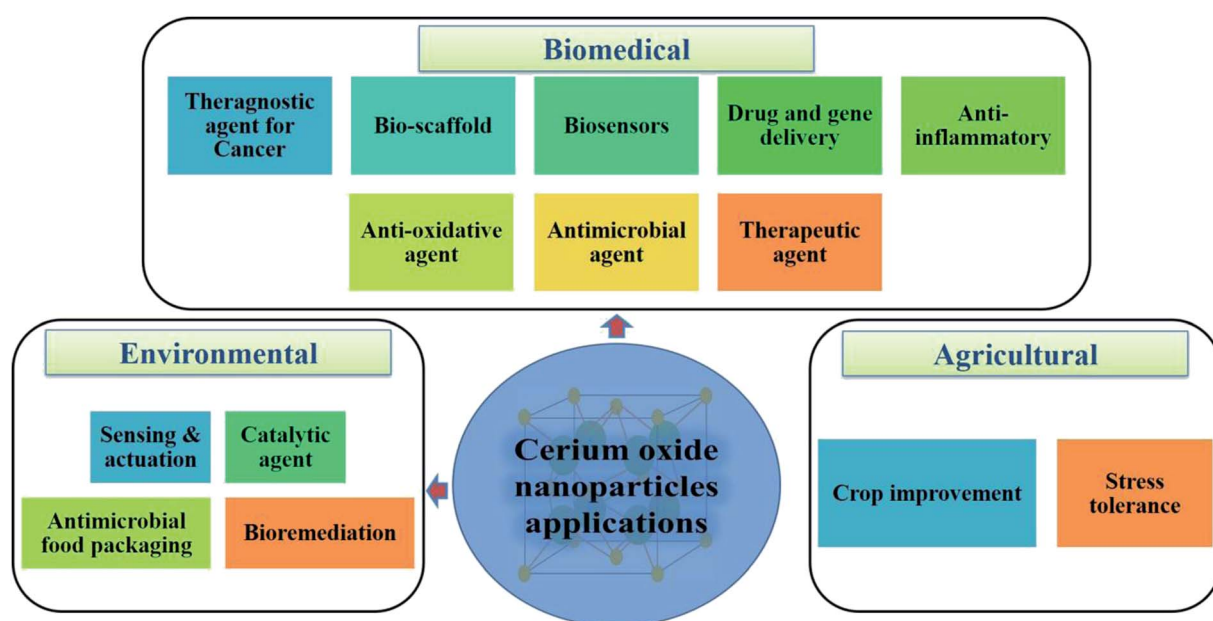 Biomedical
Theragnostic
agent for
Cancer
Bio-scaffold
Biosensors
Drug and gene
delivery
Anti-
inflammatory
Anti-oxidative
agent
Antimicrobial
agent
Therapeutic
agent
Environmental
Sensing &
actuation
Catalytic
agent
Antimicrobial
food packaging
Bioremediation
Cerium oxide
nanoparticles
applications
Agricultural
Crop improvement
Stress
tolerance